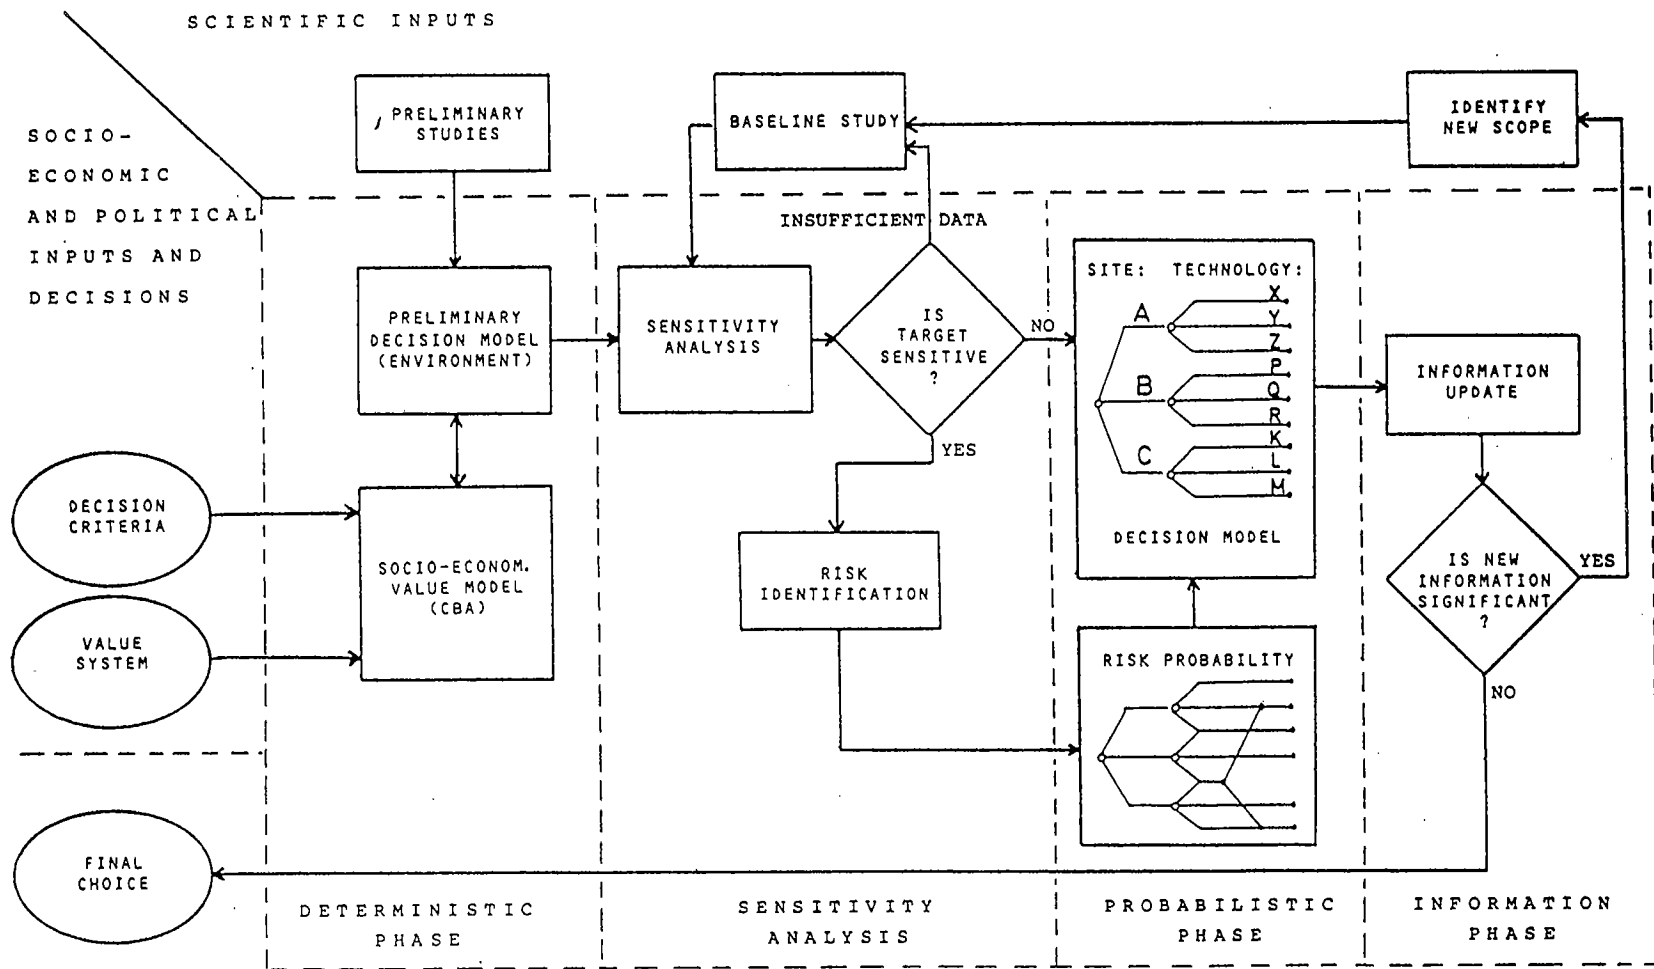 SCIENTIFIC INPUTS
SOCIO-
ECONOMIC
AND POLITICAL
INPUTS AND
DECISIONS
PRELIMINARY
STUDIES
BASELINE STUDY
IDENTIFY
NEW SCOPE
INSUFFICIENT DATA
PRELIMINARY
DECISION MODEL
(ENVIRONMENT)
SENSITIVITY
ANALYSIS
IS
TARGET
SENSITIVE
?
NO
YES
SITE: TECHNOLOGY:
A
X
Y
Z
B
P
Q
R
C
K
L
M
DECISION MODEL
INFORMATION
UPDATE
DECISION
CRITERIA
VALUE
SYSTEM
SOCIO-ECONOM.
VALUE MODEL
(CBA)
RISK
IDENTIFICATION
RISK PROBABILITY
IS NEW
INFORMATION
SIGNIFICANT
?
YES
NO
FINAL
CHOICE
DETERMINISTIC
PHASE
SENSITIVITY
ANALYSIS
PROBABILISTIC
PHASE
INFORMATION
PHASE